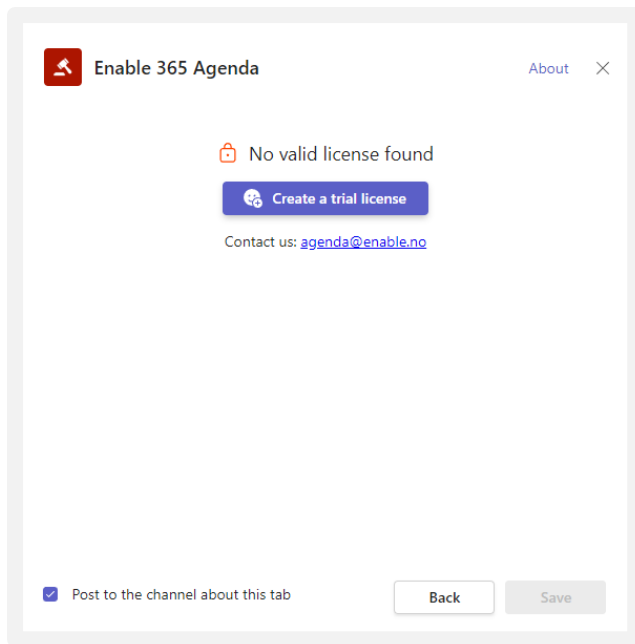 Enable 365 Agenda
About
No valid license found
Create a trial license
Contact us: agenda@enable.no
Post to the channel about this tab
Back
Save